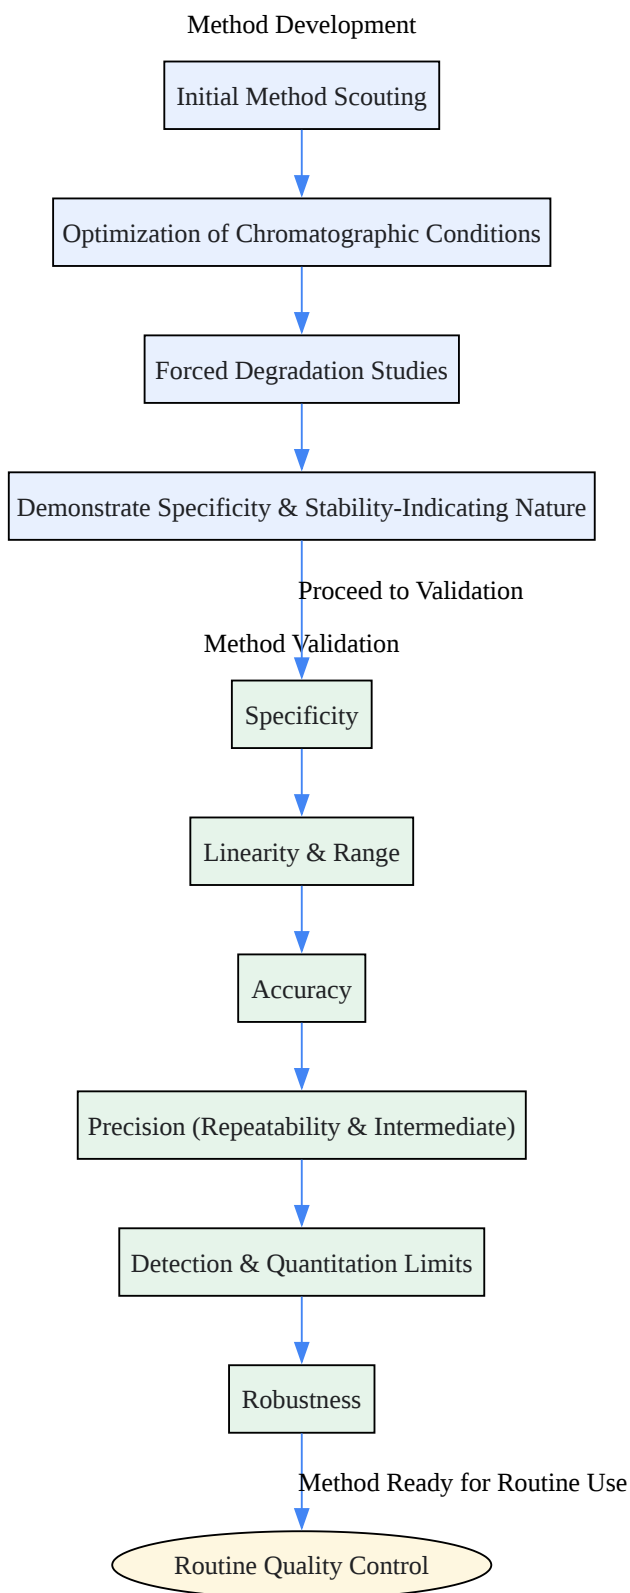 Method Development
Initial Method Scouting
Optimization of Chromatographic Conditions
Forced Degradation Studies
Demonstrate Specificity & Stability-Indicating Nature
Proceed to Validation
Method Validation
Specificity
Linearity & Range
Accuracy
Precision (Repeatability & Intermediate)
Detection & Quantitation Limits
Robustness
Method Ready for Routine Use
Routine Quality Control